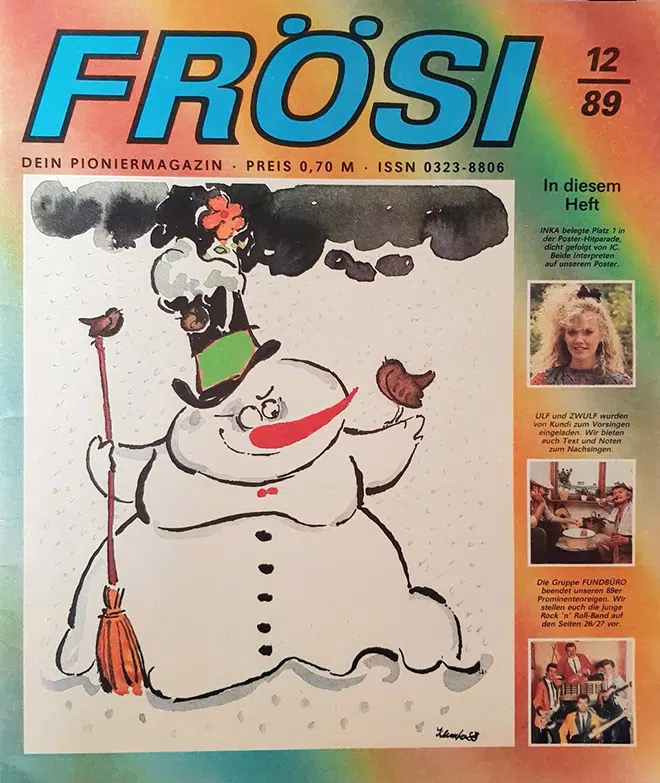 FRÖSI
12
89
DEIN PIONIERMAGAZIN · PREIS 0,70 M · ISSN 0323-8806
In diesem
Heft
INKA belegte Platz 1 in
der Poster-Hitparade,
dicht gefolgt von IC.
Beide Interpreten
auf unserem Poster.
ULF und ZWULF wurden
von Kundi zum Vorsingen
eingeladen. Wir bieten
euch Text und Noten
zum Nachsingen.
Die Gruppe FUNDBÜRO
beendet unseren 89er
Prominentenreigen. Wir
stellen euch die junge
Rock 'n' Roll-Band auf
den Seiten 26/27 vor.